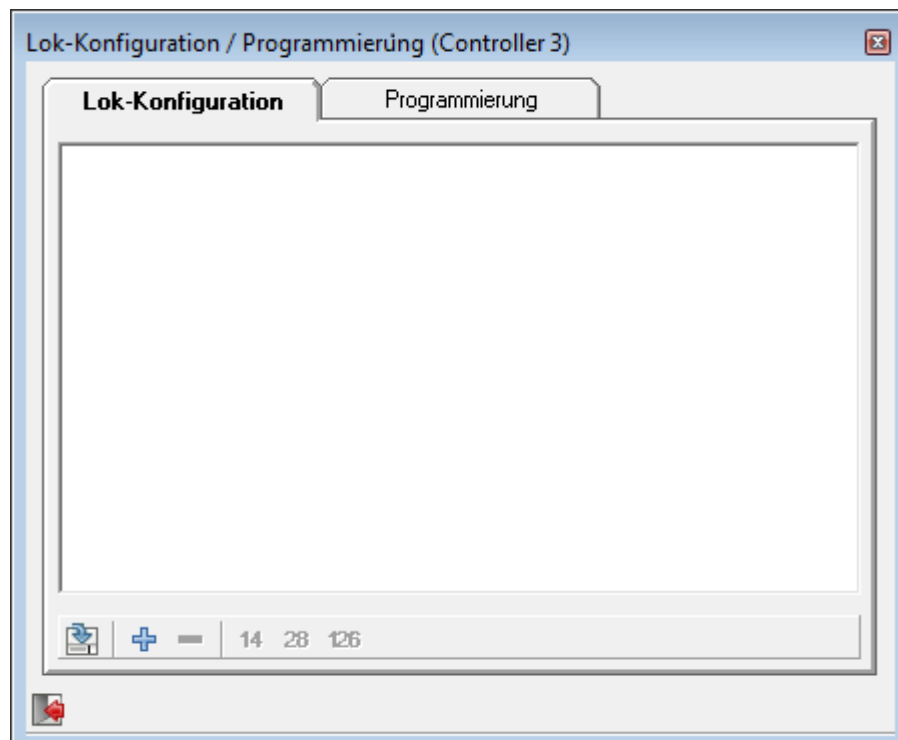 Lok-Konfiguration / Programmierung (Controller 3)
Lok-Konfiguration
Programmierung
14 28 126